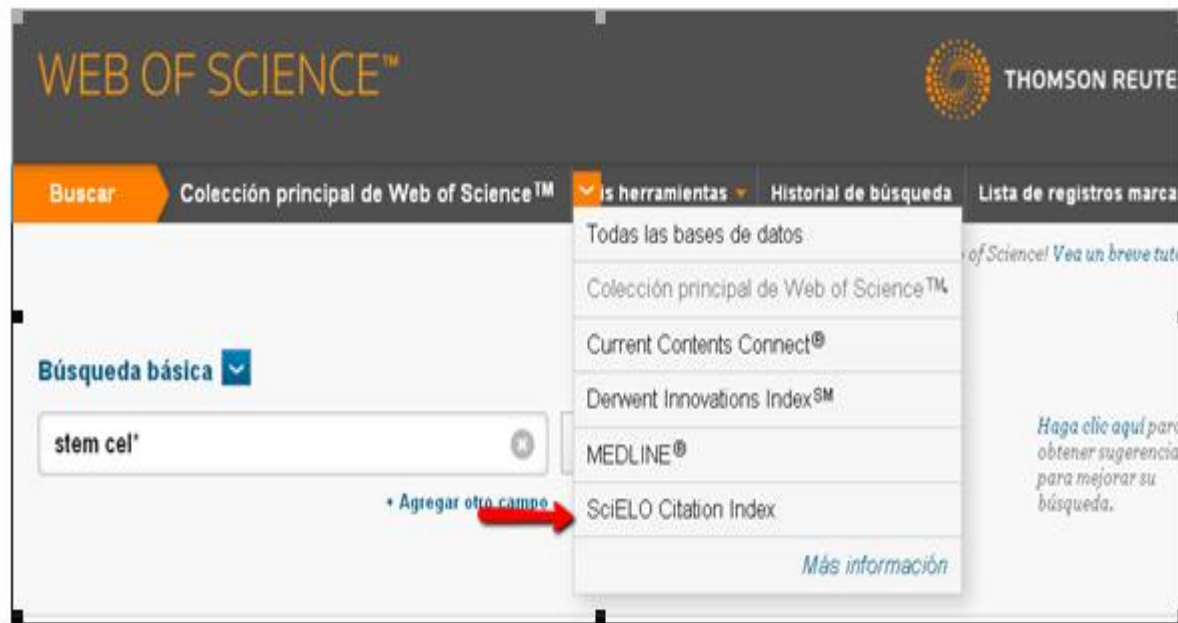 WEB OF SCIENCE™
THOMSON REUTE
Buscar
Colección principal de Web of Science™
is herramientas
Historial de búsqueda
Lista de registros marca
Todas las bases de datos
of Science! Vea un breve tuto
Colección principal de Web of Science™
Current Contents Connect®
Búsqueda básica
Derwent Innovations Index℠
stem cel*
MEDLINE®
Haga clic aquí para
obtener sugerencia
para mejorar su
búsqueda.
+ Agregar otro campo
SciELO Citation Index
Más información